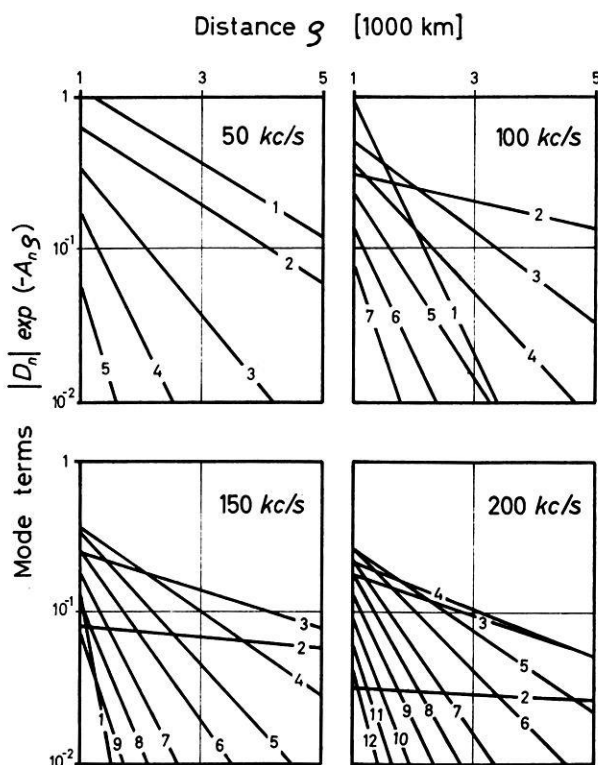 Distance ϱ [1000 km]
1 3 5 1 3 5
1
50 kc/s 100 kc/s
1
2
2
10⁻¹
3
7 6 5 1
5 4 3 4
10⁻²
|Dₙ| exp (-Aₙϱ)
Mode terms
1
150 kc/s 200 kc/s
4
3
10⁻¹
3
2
5
4 2
1 11 6
9 8 7 6 5 9 8 7
12 10
10⁻²